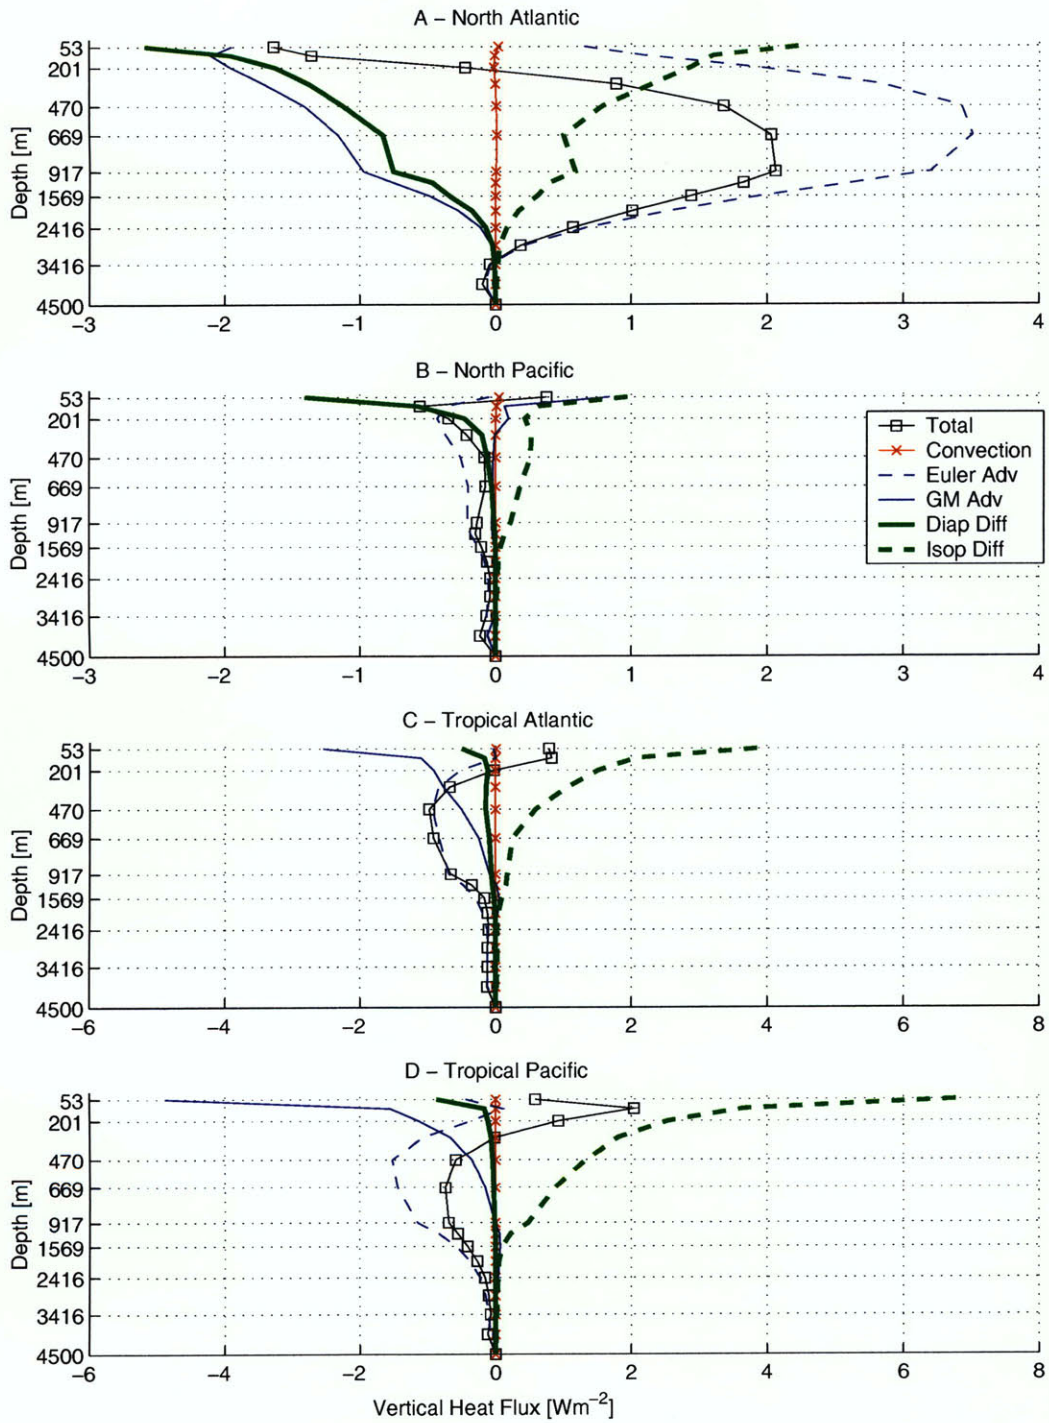 A – North Atlantic
53
201
470
669
917
1569
2416
3416
4500
Depth [m]
−3 −2 −1 0 1 2 3 4
B – North Pacific
53
201
470
669
917
1569
2416
3416
4500
Depth [m]
−3 −2 −1 0 1 2 3 4
Total
Convection
Euler Adv
GM Adv
Diap Diff
Isop Diff
C – Tropical Atlantic
53
201
470
669
917
1569
2416
3416
4500
Depth [m]
−6 −4 −2 0 2 4 6 8
D – Tropical Pacific
53
201
470
669
917
1569
2416
3416
4500
Depth [m]
−6 −4 −2 0 2 4 6 8
Vertical Heat Flux [Wm⁻²]